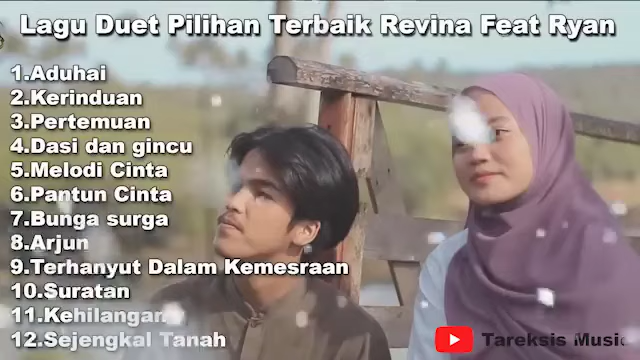 Lagu Duet Pilihan Terbaik Revina Feat Ryan
1.Aduhai
2.Kerinduan
3.Pertemuan
4.Dasi dan gincu
5.Melodi Cinta
6.Pantun Cinta
7.Bunga surga
8.Arjun
9.Terhanyut Dalam Kemesraan
10.Suratan
11.Kehilangan
12.Sejengkal Tanah
Tareksis Music